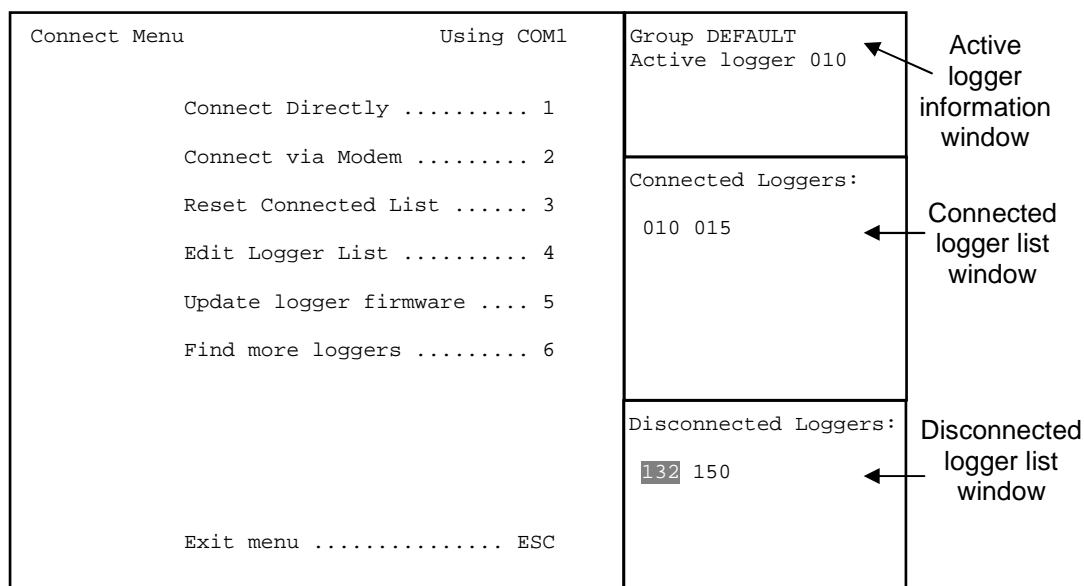 Connect Menu Using COM1
Connect Directly .......... 1
Connect via Modem ......... 2
Reset Connected List ...... 3
Edit Logger List .......... 4
Update logger firmware .... 5
Find more loggers ......... 6
Exit menu ............... ESC
Group DEFAULT
Active logger 010
Connected Loggers:
010 015
Disconnected Loggers:
132 150
Active
logger
information
window
Connected
logger list
window
Disconnected
logger list
window